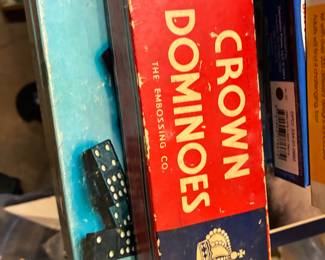 CROWN
DOMINOES
THE EMBOSSING CO.